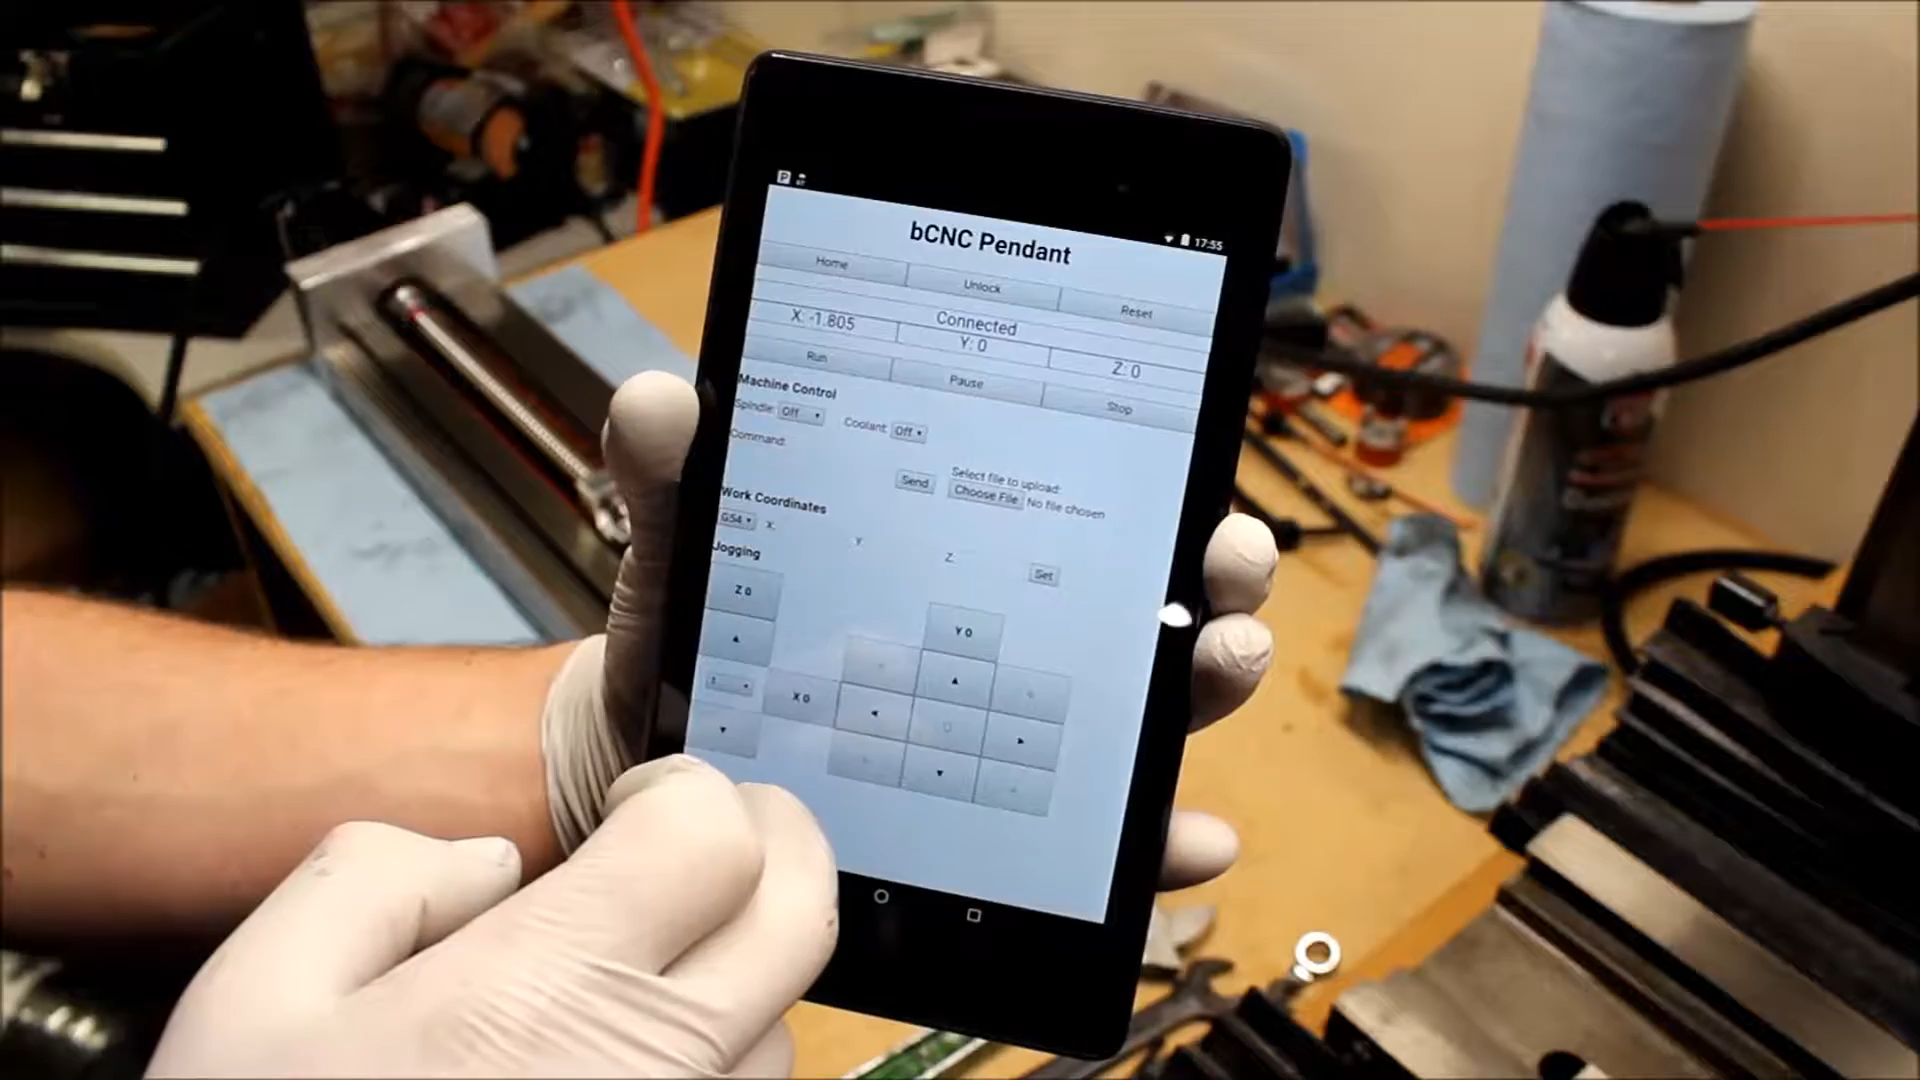 17:55
bCNC Pendant
Home Unlock Reset
Connected
X: -1.805 Y: 0 Z: 0
Run Pause Stop
Machine Control
Spindle: Off Coolant: Off
Command:
Send Select file to upload:
Choose File No file chosen
Work Coordinates
G54 X: Y: Z: Set
Jogging
Z 0 Y 0
1 X 0